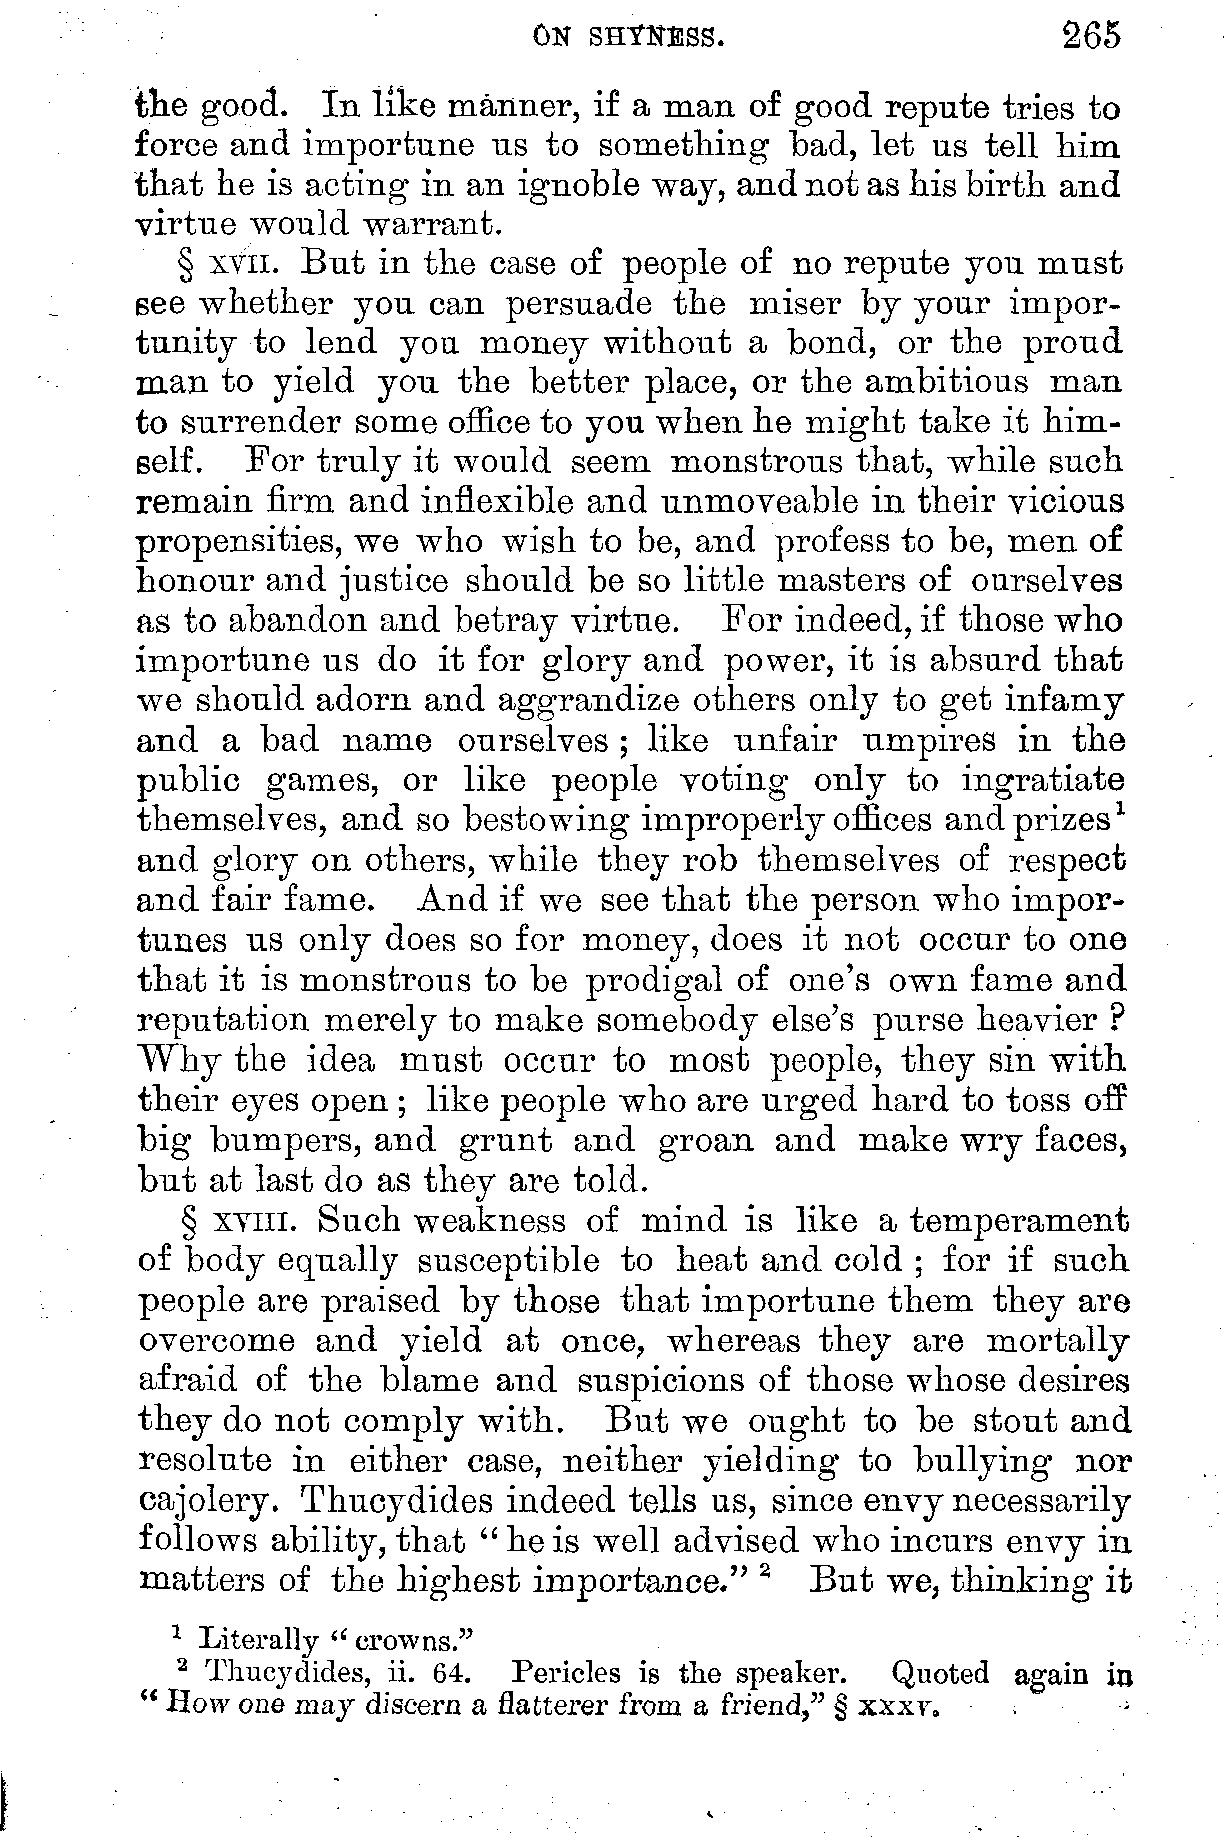 ON SHYNESS. 265
the good. In like manner, if a man of good repute tries to
force and importune us to something bad, let us tell him
that he is acting in an ignoble way, and not as his birth and
virtue would warrant.
§ XVII. But in the case of people of no repute you must
see whether you can persuade the miser by your impor-
tunity to lend you money without a bond, or the proud
man to yield you the better place, or the ambitious man
to surrender some office to you when he might take it him-
self. For truly it would seem monstrous that, while such
remain firm and inflexible and unmoveable in their vicious
propensities, we who wish to be, and profess to be, men of
honour and justice should be so little masters of ourselves
as to abandon and betray virtue. For indeed, if those who
importune us do it for glory and power, it is absurd that
we should adorn and aggrandize others only to get infamy
and a bad name ourselves ; like unfair umpires in the
public games, or like people voting only to ingratiate
themselves, and so bestowing improperly offices and prizes¹
and glory on others, while they rob themselves of respect
and fair fame. And if we see that the person who impor-
tunes us only does so for money, does it not occur to one
that it is monstrous to be prodigal of one's own fame and
reputation merely to make somebody else's purse heavier ?
Why the idea must occur to most people, they sin with
their eyes open ; like people who are urged hard to toss off
big bumpers, and grunt and groan and make wry faces,
but at last do as they are told.
§ XVIII. Such weakness of mind is like a temperament
of body equally susceptible to heat and cold ; for if such
people are praised by those that importune them they are
overcome and yield at once, whereas they are mortally
afraid of the blame and suspicions of those whose desires
they do not comply with. But we ought to be stout and
resolute in either case, neither yielding to bullying nor
cajolery. Thucydides indeed tells us, since envy necessarily
follows ability, that "he is well advised who incurs envy in
matters of the highest importance." ² But we, thinking it
¹ Literally "crowns."
² Thucydides, ii. 64. Pericles is the speaker. Quoted again in
"How one may discern a flatterer from a friend," § XXXV.